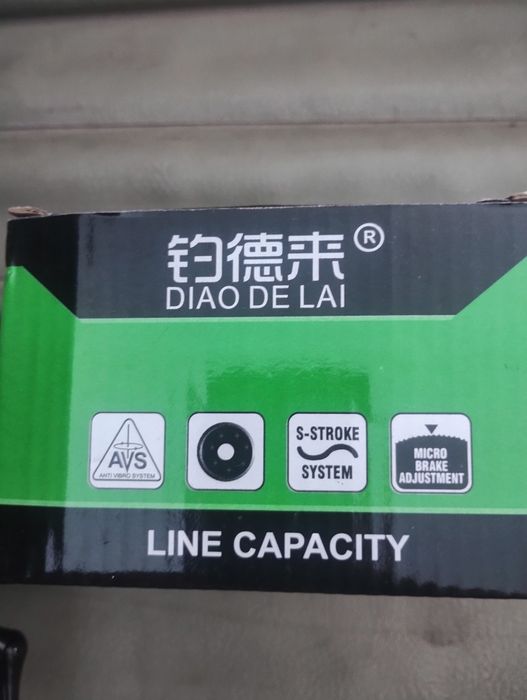 钓德来®
DIAO DE LAI
AVS
ANTI VIBRO SYSTEM
S-STROKE
SYSTEM
MICRO
BRAKE
ADJUSTMENT
LINE CAPACITY